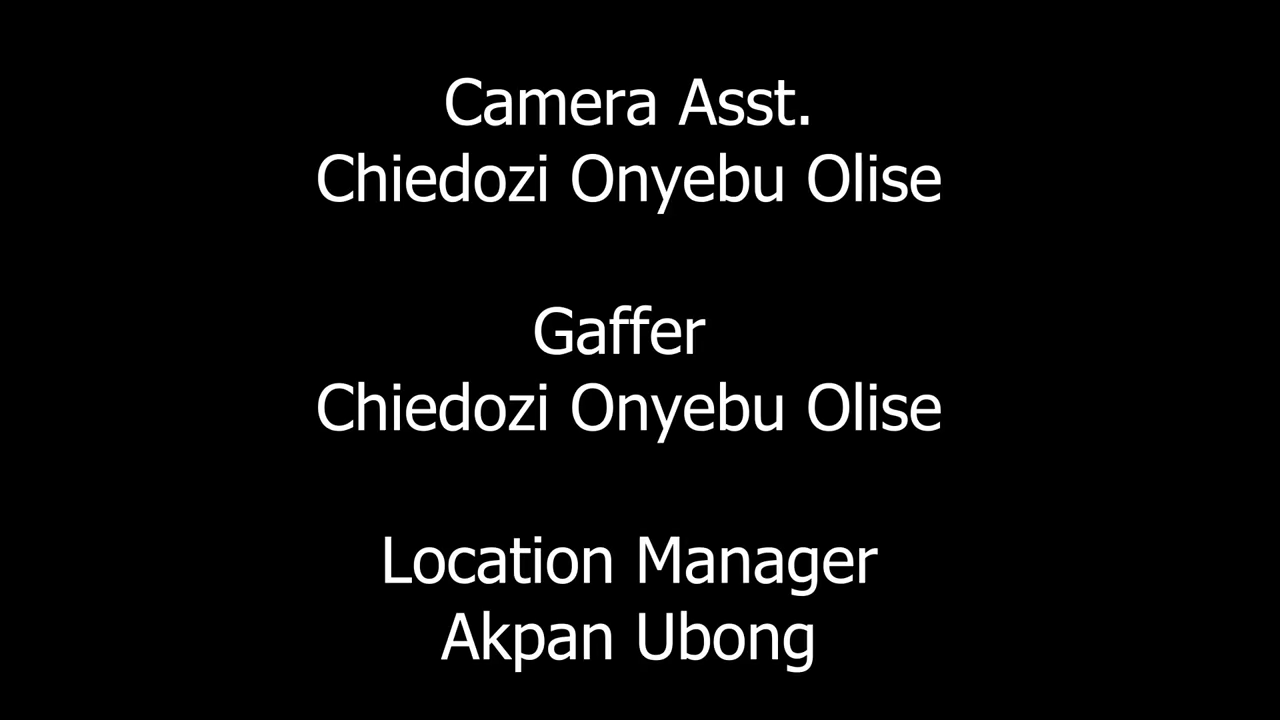 Camera Asst.
Chiedozi Onyebu Olise
Gaffer
Chiedozi Onyebu Olise
Location Manager
Akpan Ubong